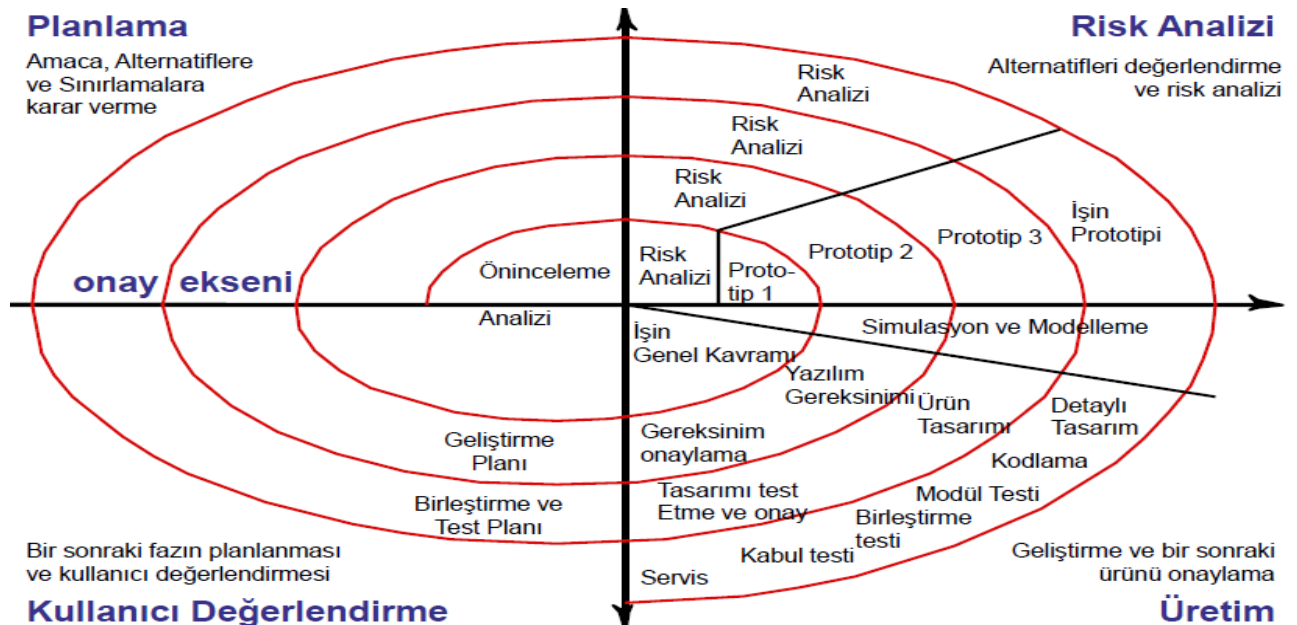 Planlama
Amaca, Alternatiflere
ve Sınırlamalara
karar verme
Risk Analizi
Alternatifleri değerlendirme
ve risk analizi
Risk
Analizi
Risk
Analizi
Risk
Analizi
Risk
Analizi
Proto-
tip 1
Prototip 2
Prototip 3
İşin
Prototipi
Öninceleme
onay ekseni
Analizi
İşin
Genel Kavramı
Simulasyon ve Modelleme
Yazılım
Gereksinimi
Ürün
Tasarımı
Detaylı
Tasarım
Kodlama
Modül Testi
Birleştirme
testi
Kabul testi
Servis
Gereksinim
onaylama
Tasarımı test
Etme ve onay
Geliştirme
Planı
Birleştirme ve
Test Planı
Bir sonraki fazın planlanması
ve kullanıcı değerlendirmesi
Kullanıcı Değerlendirme
Geliştirme ve bir sonraki
ürünü onaylama
Üretim